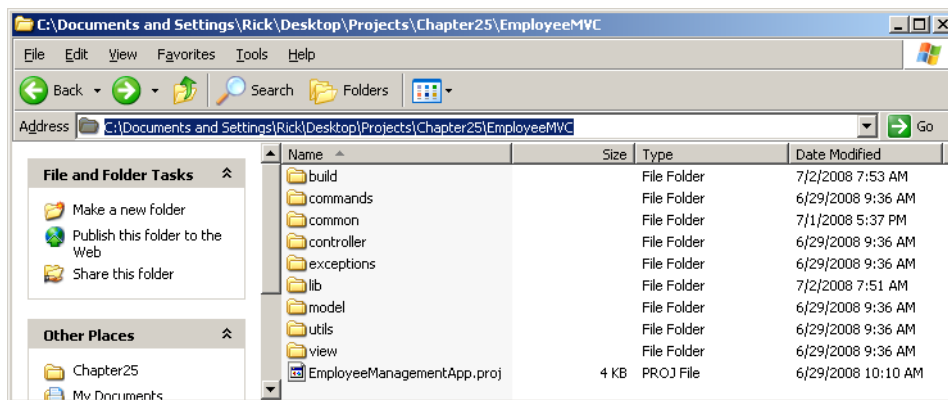 C:\Documents and Settings\Rick\Desktop\Projects\Chapter25\EmployeeMVC
File Edit View Favorites Tools Help
Back Search Folders
Address C:\Documents and Settings\Rick\Desktop\Projects\Chapter25\EmployeeMVC Go
File and Folder Tasks
Make a new folder
Publish this folder to the
Web
Share this folder
Other Places
Chapter25
My Documents
Name Size Type Date Modified
build File Folder 7/2/2008 7:53 AM
commands File Folder 6/29/2008 9:36 AM
common File Folder 7/1/2008 5:37 PM
controller File Folder 6/29/2008 9:36 AM
exceptions File Folder 6/29/2008 9:36 AM
lib File Folder 7/2/2008 7:51 AM
model File Folder 6/29/2008 9:36 AM
utils File Folder 6/29/2008 9:36 AM
view File Folder 6/29/2008 9:36 AM
EmployeeManagementApp.proj 4 KB PROJ File 6/29/2008 10:10 AM